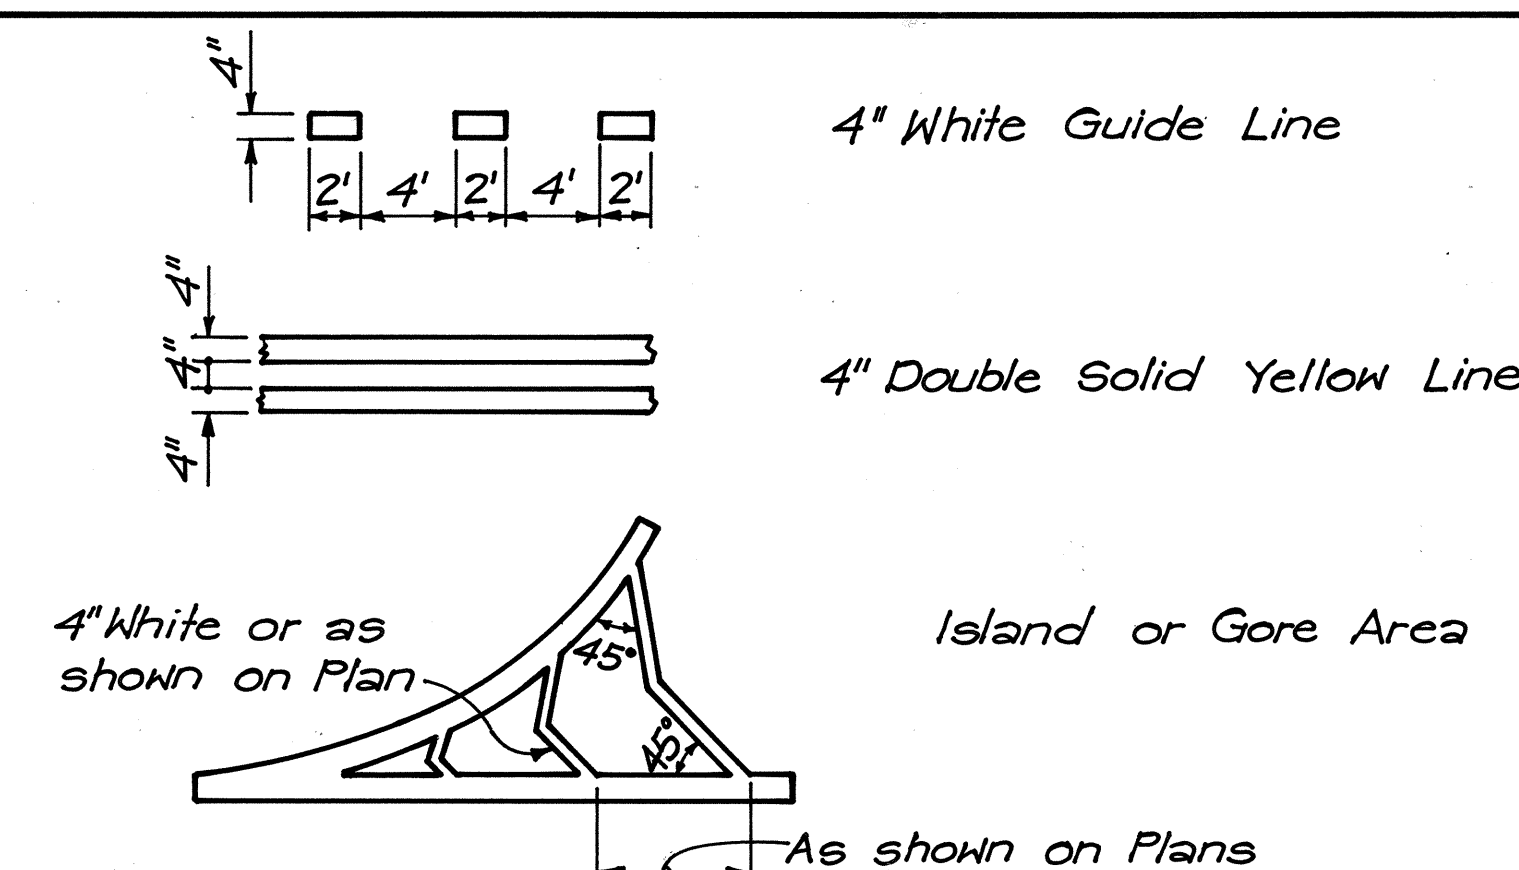 4"
4" White Guide Line
2' 4' 2' 4' 2'
4"
4"
4" Double Solid Yellow Line
4"
4" White or as
shown on Plan
45°
Island or Gore Area
45°
As shown on Plans